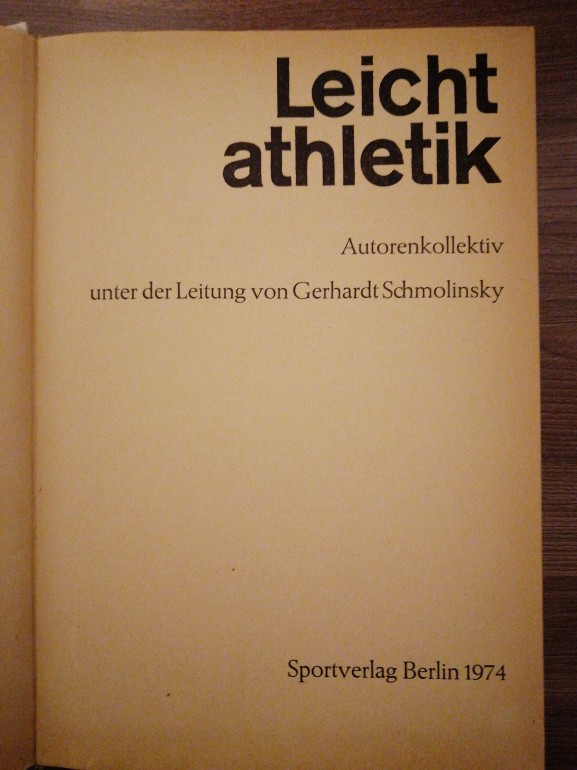 Leicht
athletik
Autorenkollektiv
unter der Leitung von Gerhardt Schmolinsky
Sportverlag Berlin 1974